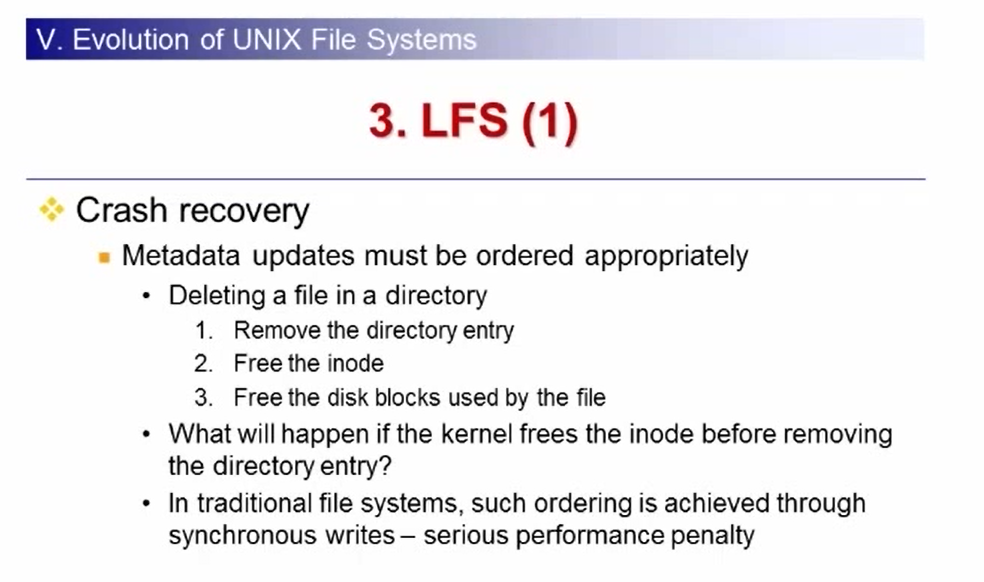 V. Evolution of UNIX File Systems
3. LFS (1)
Crash recovery
Metadata updates must be ordered appropriately
• Deleting a file in a directory
1. Remove the directory entry
2. Free the inode
3. Free the disk blocks used by the file
• What will happen if the kernel frees the inode before removing
the directory entry?
• In traditional file systems, such ordering is achieved through
synchronous writes – serious performance penalty